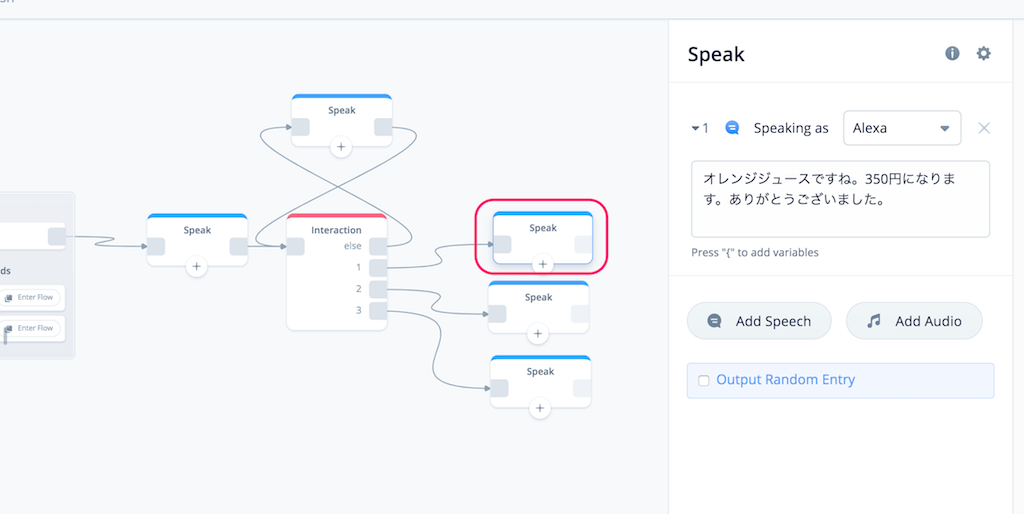 Speak
Speak
Interaction
else
1
2
3
Speak
Speak
Speak
ds
Enter Flow
Enter Flow
Speak
1
Speaking as
Alexa
オレンジジュースですね。350円になりま
す。ありがとうございました。
Press "{" to add variables
Add Speech
Add Audio
Output Random Entry